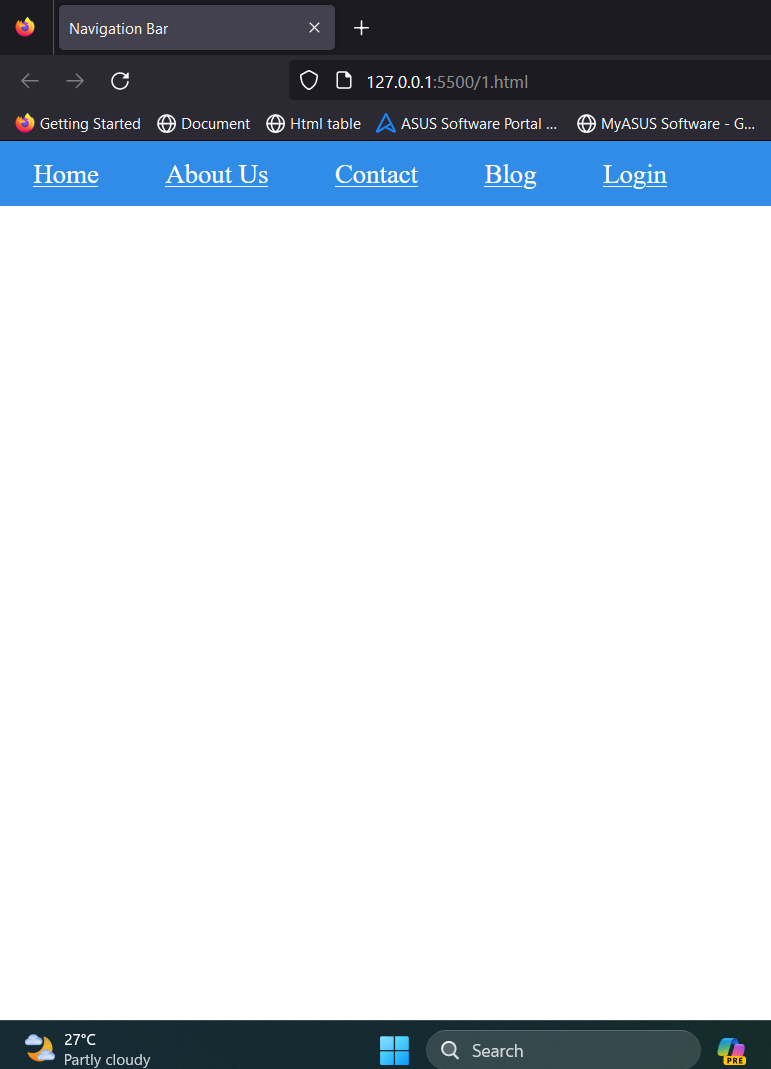 Navigation Bar
127.0.0.1:5500/1.html
Getting Started Document Html table ASUS Software Portal ... MyASUS Software - G...
Home About Us Contact Blog Login
27°C
Partly cloudy
Search
PRE